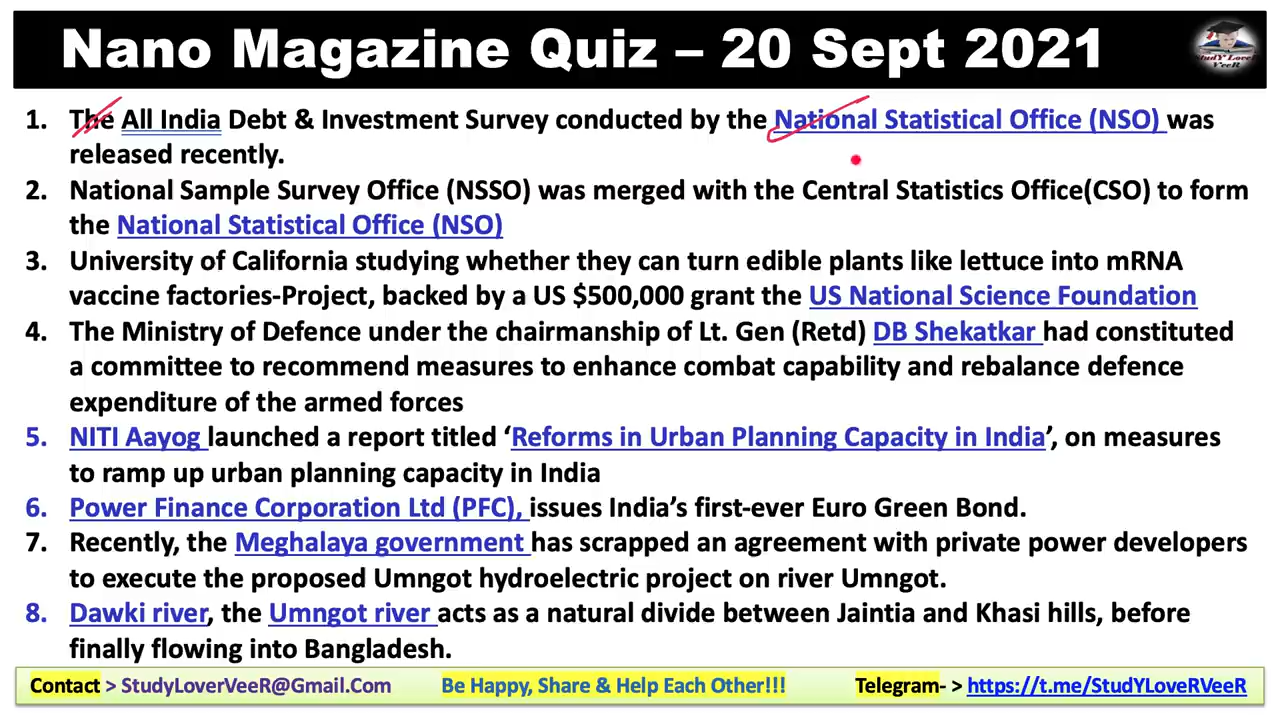 Nano Magazine Quiz – 20 Sept 2021
StudY LoveR
VeeR
1. The All India Debt & Investment Survey conducted by the National Statistical Office (NSO) was
released recently.
2. National Sample Survey Office (NSSO) was merged with the Central Statistics Office(CSO) to form
the National Statistical Office (NSO)
3. University of California studying whether they can turn edible plants like lettuce into mRNA
vaccine factories-Project, backed by a US $500,000 grant the US National Science Foundation
4. The Ministry of Defence under the chairmanship of Lt. Gen (Retd) DB Shekatkar had constituted
a committee to recommend measures to enhance combat capability and rebalance defence
expenditure of the armed forces
5. NITI Aayog launched a report titled ‘Reforms in Urban Planning Capacity in India’, on measures
to ramp up urban planning capacity in India
6. Power Finance Corporation Ltd (PFC), issues India’s first-ever Euro Green Bond.
7. Recently, the Meghalaya government has scrapped an agreement with private power developers
to execute the proposed Umngot hydroelectric project on river Umngot.
8. Dawki river, the Umngot river acts as a natural divide between Jaintia and Khasi hills, before
finally flowing into Bangladesh.
Contact > StudyLoverVeeR@Gmail.Com Be Happy, Share & Help Each Other!!! Telegram- > https://t.me/StudYLoveRVeeR